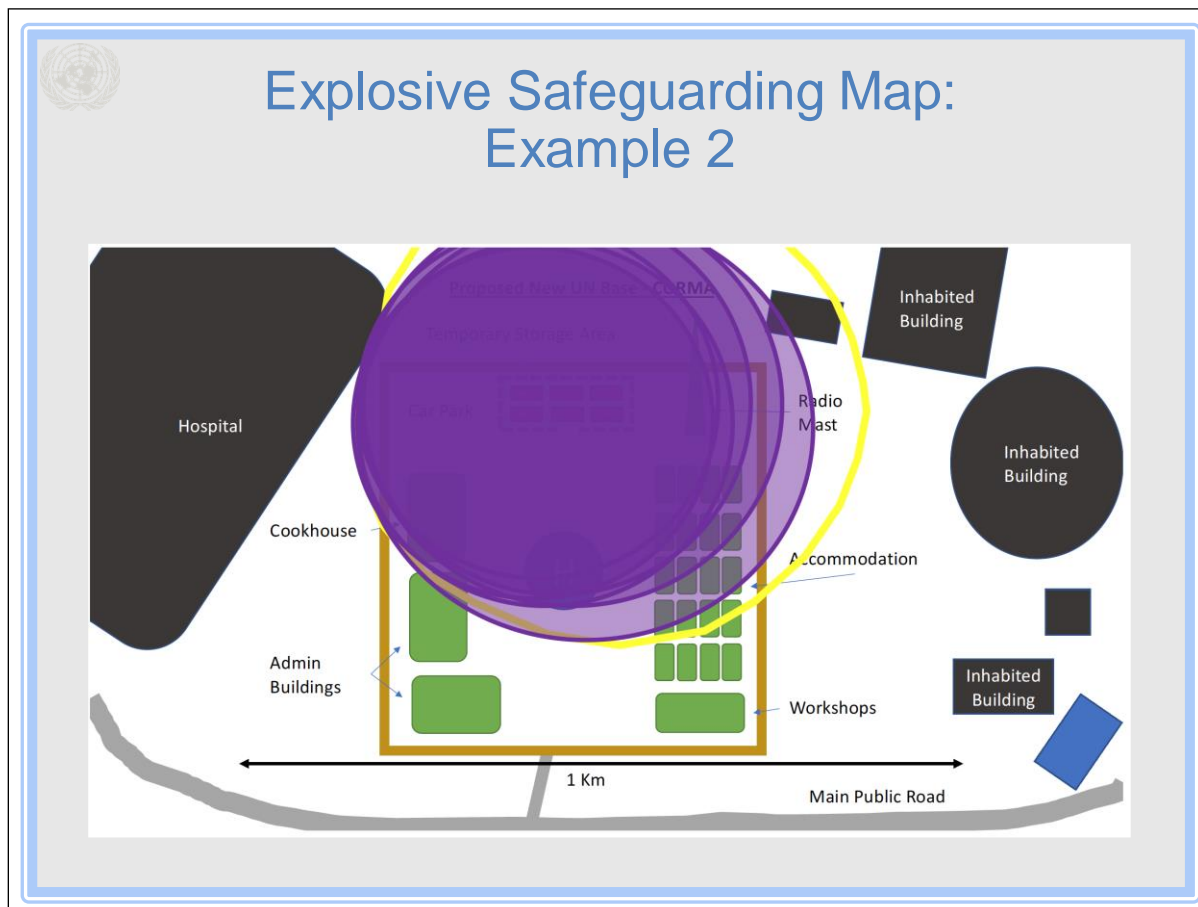 Explosive Safeguarding Map:
Example 2
Proposed New UN Base - CORMA
Temporary Storage Area
Inhabited
Building
Car Park
Radio
Mast
Hospital
Inhabited
Building
Cookhouse
Accommodation
Admin
Buildings
Inhabited
Building
Workshops
1 Km
Main Public Road